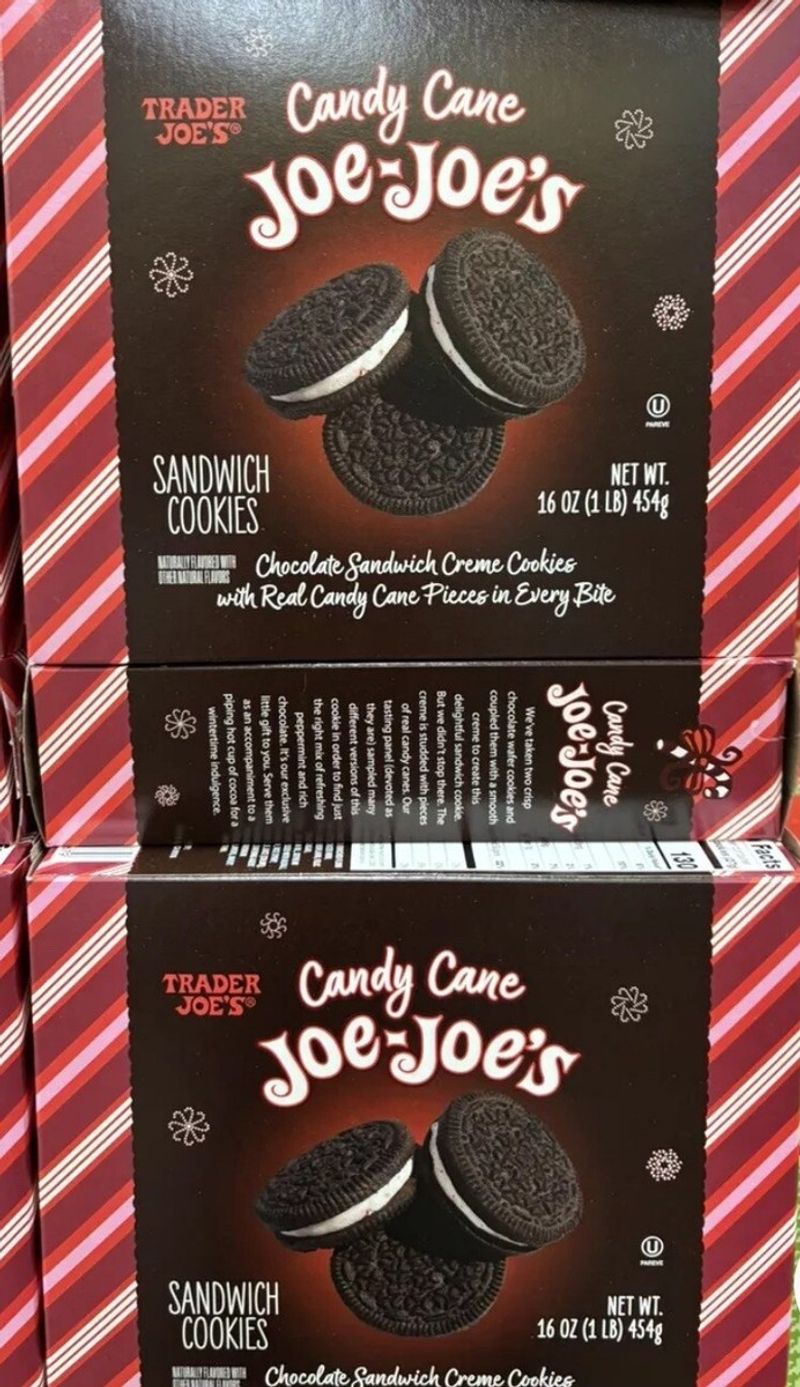 TRADER
JOE'S®
Candy Cane
Joe-Joe's
U
PAREVE
SANDWICH
COOKIES
NET WT.
16 OZ (1 LB) 454g
NATURALLY FLAVORED WITH
OTHER NATURAL FLAVORS
Chocolate Sandwich Creme Cookies
with Real Candy Cane Pieces in Every Bite
Candy Cane
Joe-Joe's
We've taken two crisp
chocolate wafer cookies and
coupled them with a smooth
creme to create this
delightful sandwich cookie.
But we didn't stop there. The
creme is studded with pieces
of real candy canes. Our
tasting panel (devoted as
they are) sampled many
different versions of this
cookie in order to find just
the right mix of refreshing
peppermint and rich
chocolate. It's our exclusive
little gift to you. Serve them
as an accompaniment to a
piping hot cup of cocoa for a
wintertime indulgence.
Facts
130
TRADER
JOE'S®
Candy Cane
Joe-Joe's
U
PAREVE
SANDWICH
COOKIES
NET WT.
16 OZ (1 LB) 454g
NATURALLY FLAVORED WITH
OTHER NATURAL FLAVORS
Chocolate Sandwich Creme Cookies